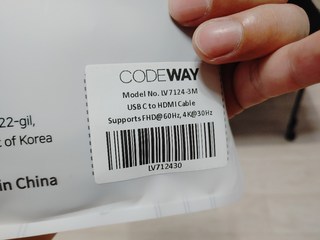 CODEWAY
Model No. LV7124-3M
USB C to HDMI Cable
Supports FHD@60Hz, 4K@30Hz
LV712430
22-gil,
t of Korea
in China